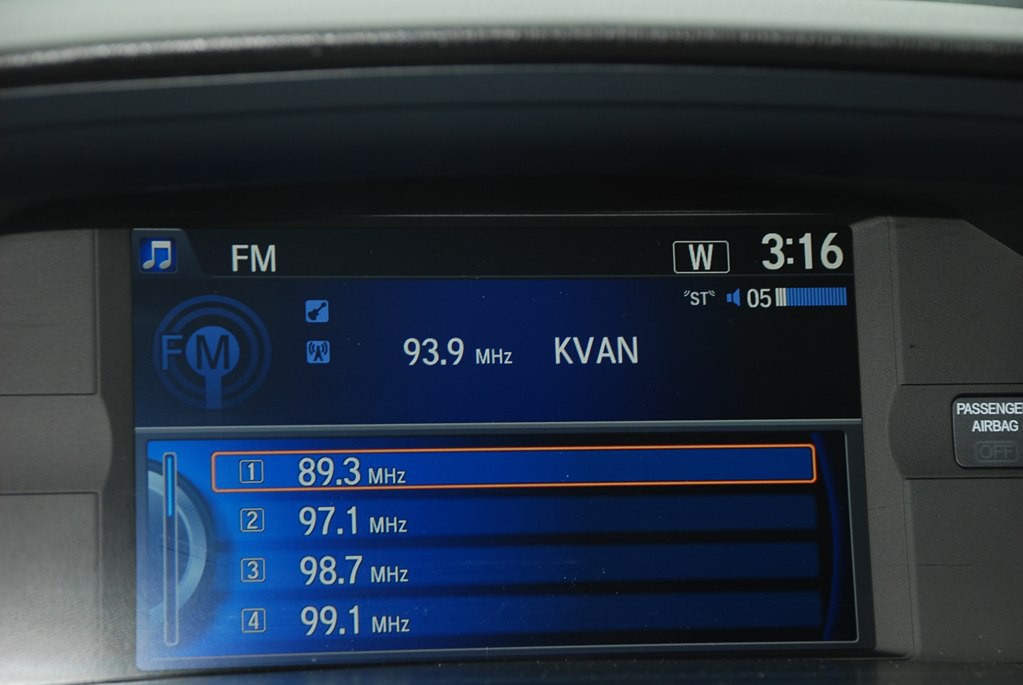 FM W 3:16
"ST" 05
FM
93.9 MHz KVAN
PASSENGE
AIRBAG
OFF
1 89.3 MHz
2 97.1 MHz
3 98.7 MHz
4 99.1 MHz